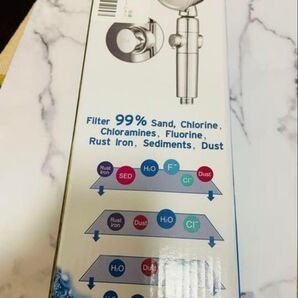 Filter 99% Sand, Chlorine,
Chloramines, Fluorine,
Rust Iron, Sediments, Dust
Rust Iron SED H₂O F⁻ Cl⁻ Dust
Rust Iron Dust H₂O Cl⁻
H₂O Dust